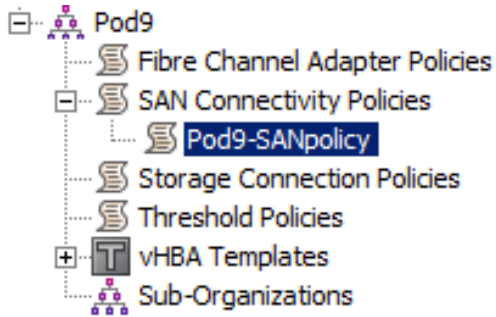 Pod9
Fibre Channel Adapter Policies
SAN Connectivity Policies
Pod9-SANpolicy
Storage Connection Policies
Threshold Policies
T vHBA Templates
Sub-Organizations